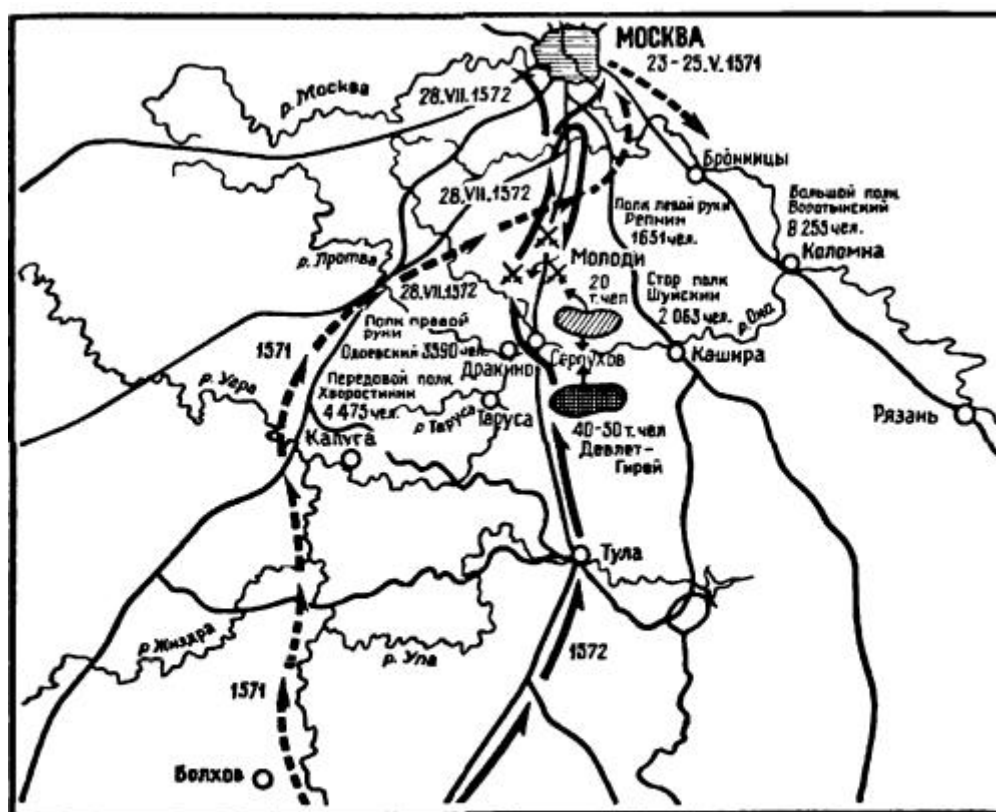 МОСКВА
23-25.V.1571
р. Москва
28.VII.1572
Бронницы
28.VII.1572
Полк левой руки
Репнин
1651 чел.
Большой полк
Воротынский
8 255 чел.
Коломна
р. Протва
Молоди
20
т. чел
Стор полк
Шуйский
2 063 чел.
р. Ока
28.VII.1572
Полк правой
руки
Одоевский 3590 чел.
Дракино
Серпухов
Кашира
1571
р. Угра
Передовой полк
Хворостинин
4 475 чел.
р Таруса
Таруса
Рязань
40-50 т. чел
Девлет-
Гирей
Калуга
Тула
р. Жиздра
р. Упа
1572
1571
Болхов